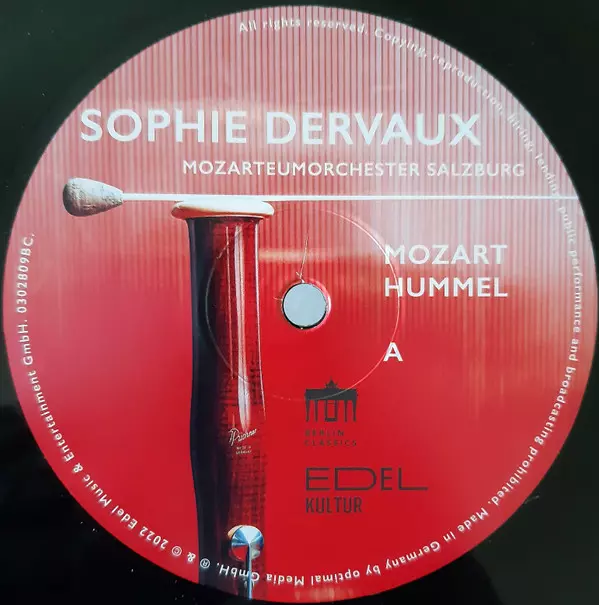 All rights reserved. Copying, reproduction, hiring, lending, public performance and broadcasting prohibited. Made in Germany by optimal Media GmbH. ℗ & © 2022 Edel Music & Entertainment GmbH. 0302809BC.
SOPHIE DERVAUX
MOZARTEUMORCHESTER SALZBURG
MOZART
HUMMEL
A
BERLIN
CLASSICS
EDEL
KULTUR